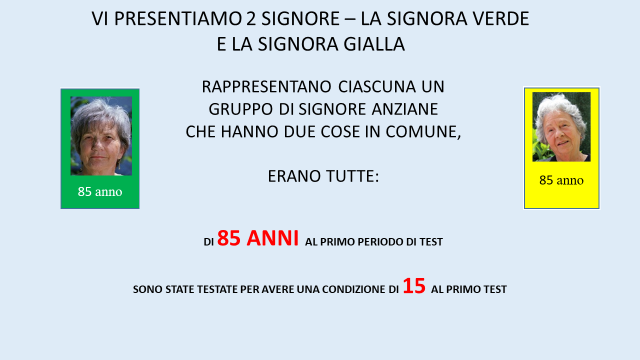 VI PRESENTIAMO 2 SIGNORE – LA SIGNORA VERDE
E LA SIGNORA GIALLA
RAPPRESENTANO CIASCUNA UN
GRUPPO DI SIGNORE ANZIANE
CHE HANNO DUE COSE IN COMUNE,
ERANO TUTTE:
85 anno
85 anno
DI 85 ANNI AL PRIMO PERIODO DI TEST
SONO STATE TESTATE PER AVERE UNA CONDIZIONE DI 15 AL PRIMO TEST